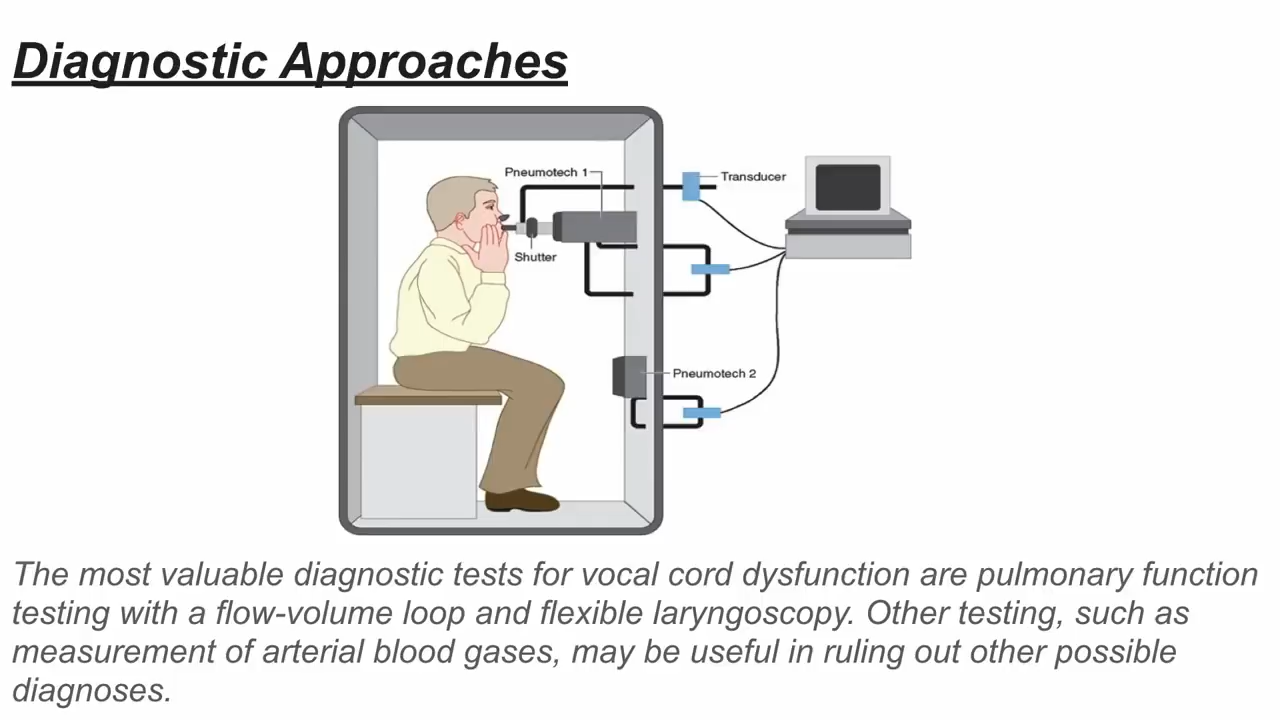 Diagnostic Approaches
Pneumotech 1
Transducer
Shutter
Pneumotech 2
The most valuable diagnostic tests for vocal cord dysfunction are pulmonary function
testing with a flow-volume loop and flexible laryngoscopy. Other testing, such as
measurement of arterial blood gases, may be useful in ruling out other possible
diagnoses.